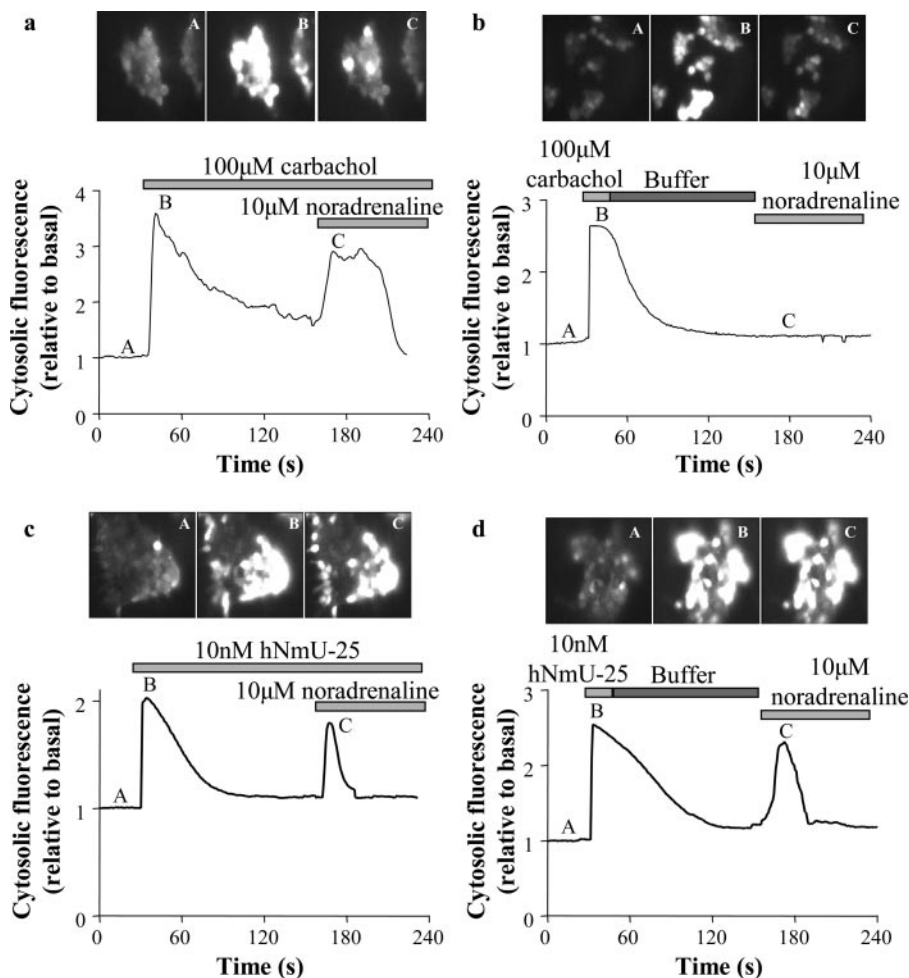 a
A B C
100µM carbachol
10µM noradrenaline
Cytosolic fluorescence
(relative to basal)
4
3
2
1
0
A
B
C
0 60 120 180 240
Time (s)
b
A B C
100µM
carbachol
Buffer
10µM
noradrenaline
Cytosolic fluorescence
(relative to basal)
3
2
1
0
A
B
C
0 60 120 180 240
Time (s)
c
A B C
10nM hNmU-25
10µM noradrenaline
Cytosolic fluorescence
(relative to basal)
2
1
0
A
B
C
0 60 120 180 240
Time (s)
d
A B C
10nM
hNmU-25
Buffer
10µM
noradrenaline
Cytosolic fluorescence
(relative to basal)
3
2
1
0
A
B
C
0 60 120 180 240
Time (s)